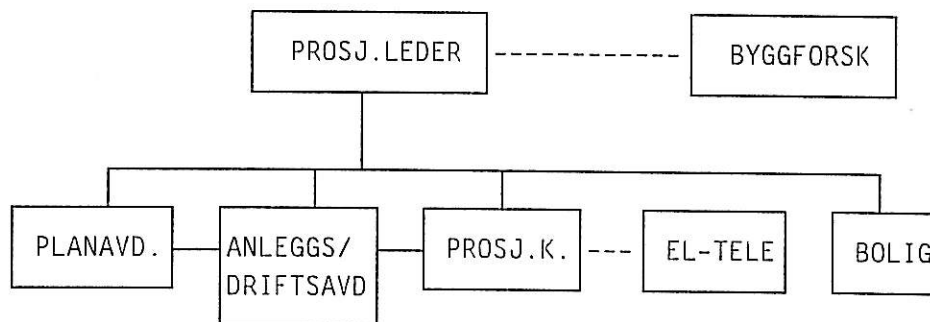 PROSJ.LEDER
BYGGFORSK
PLANAVD.
ANLEGGS/
DRIFTSAVD
PROSJ.K.
EL-TELE
BOLIG